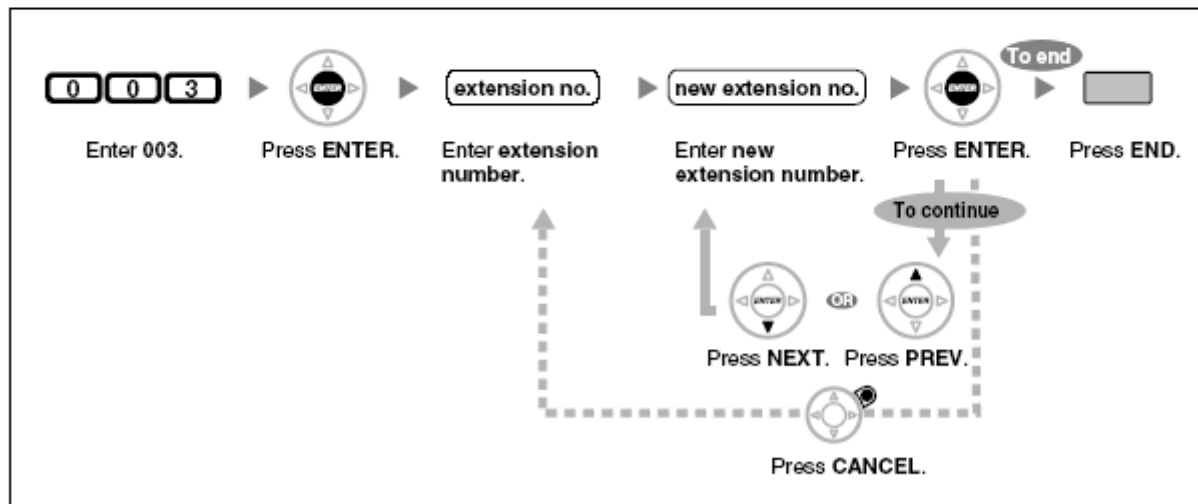 To end
0 0 3
ENTER
extension no.
new extension no.
ENTER
Enter 003.
Press ENTER.
Enter extension
number.
Enter new
extension number.
Press ENTER.
Press END.
To continue
ENTER
OR
ENTER
Press NEXT.
Press PREV.
Press CANCEL.